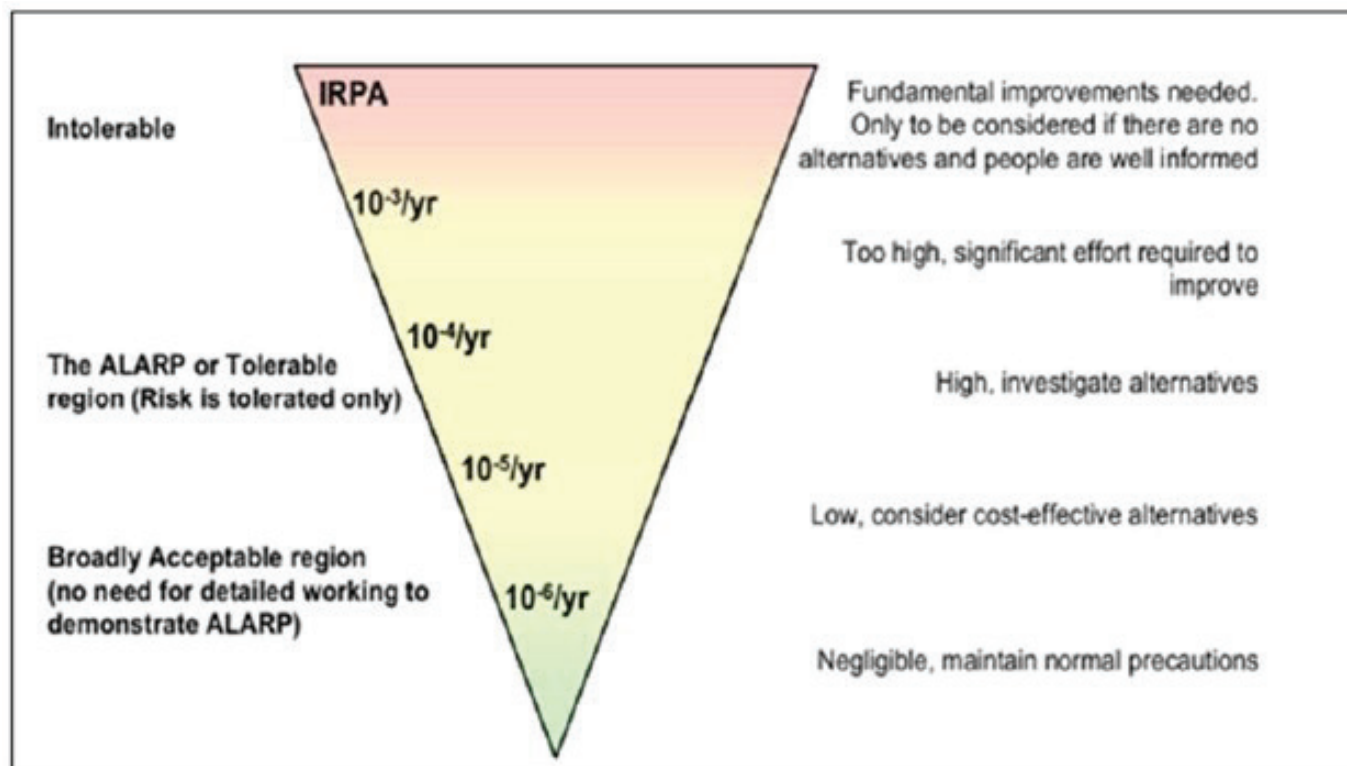 IRPA
Intolerable
Fundamental improvements needed.
Only to be considered if there are no
alternatives and people are well informed
10⁻³/yr
Too high, significant effort required to
improve
10⁻⁴/yr
The ALARP or Tolerable
region (Risk is tolerated only)
High, investigate alternatives
10⁻⁵/yr
Low, consider cost-effective alternatives
Broadly Acceptable region
(no need for detailed working to
demonstrate ALARP)
10⁻⁶/yr
Negligible, maintain normal precautions